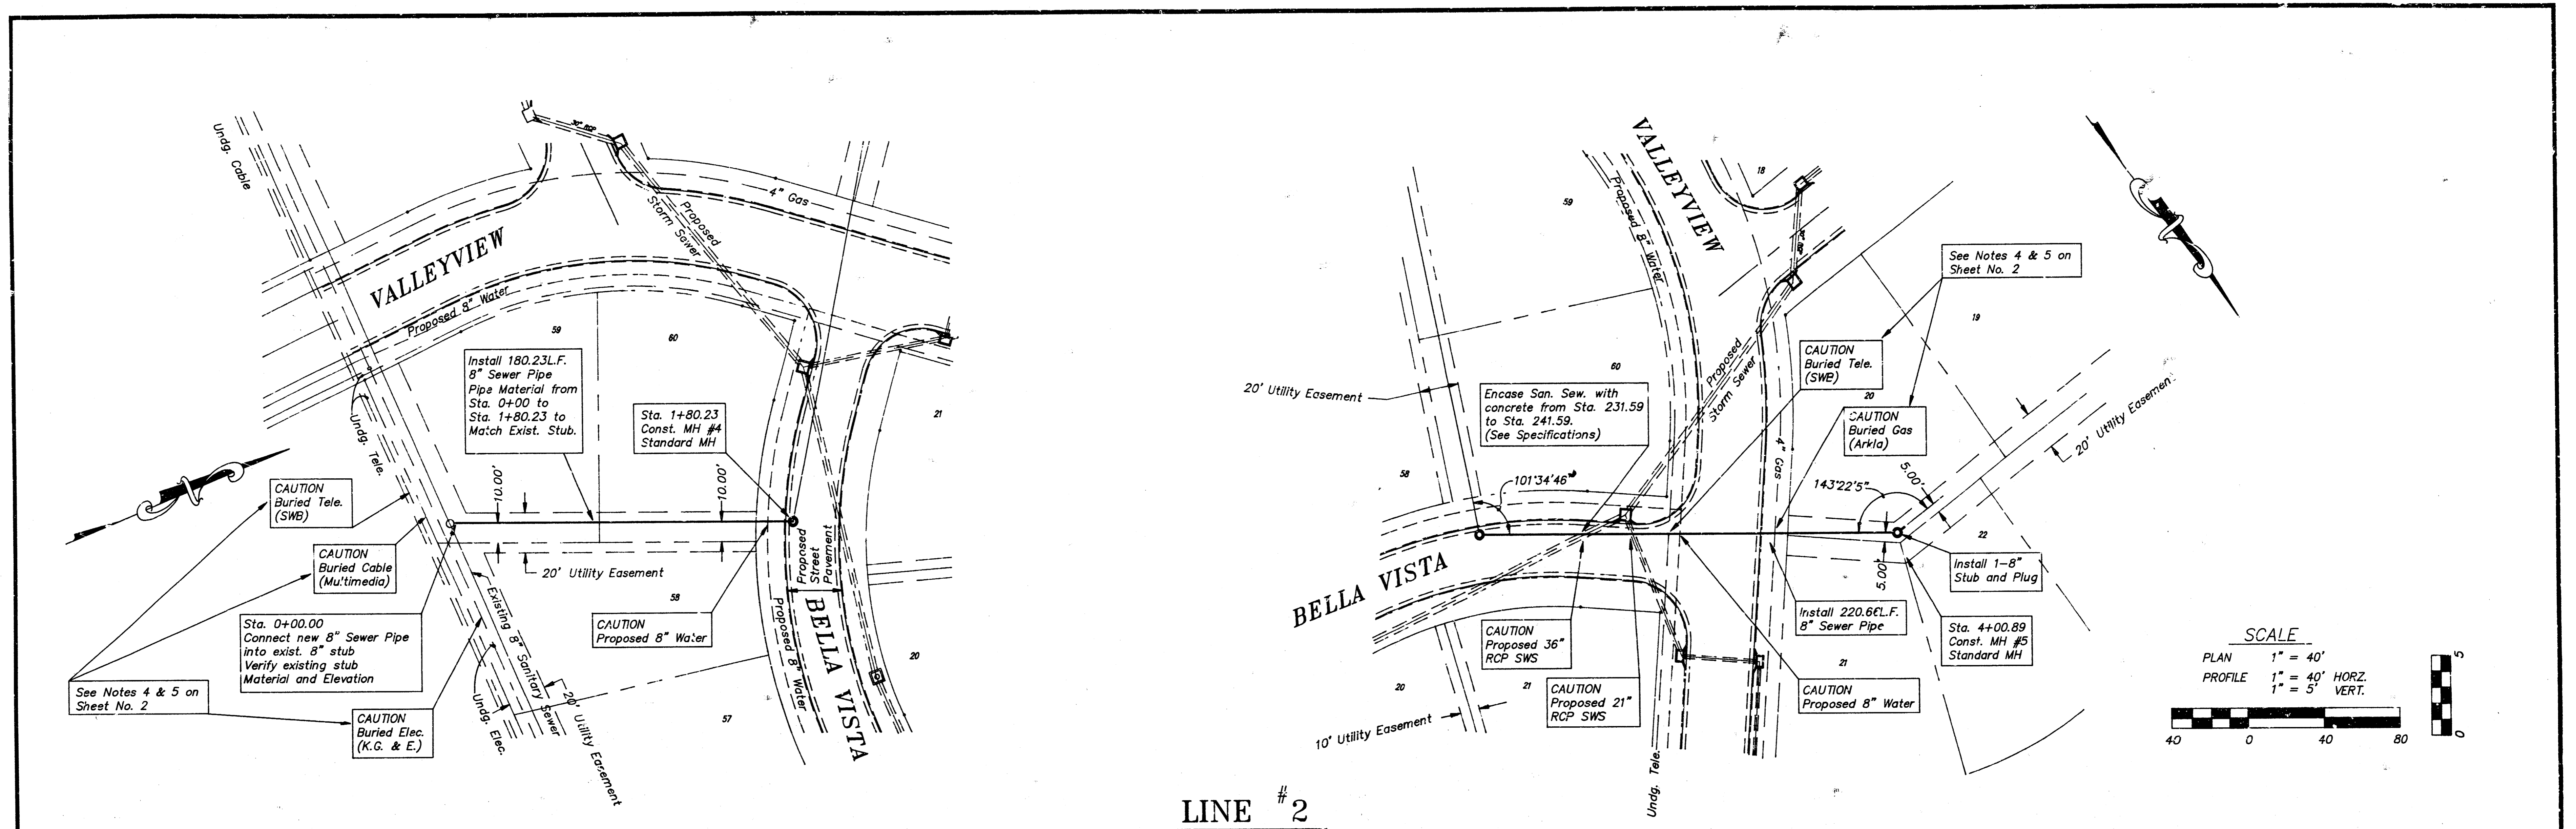 Undg. Cable
30" RCP
4" Gas
Proposed
Storm Sewer
VALLEYVIEW
Proposed 8" Water
59
60
Install 180.23L.F.
8" Sewer Pipe
Pipe Material from
Sta. 0+00 to
Sta. 1+80.23 to
Match Exist. Stub.
Sta. 1+80.23
Const. MH #4
Standard MH
21
Undg. Tele.
10.00'
10.00'
CAUTION
Buried Tele.
(SWB)
CAUTION
Buried Cable
(Multimedia)
20' Utility Easement
Proposed
Street
Pavement
58
Sta. 0+00.00
Connect new 8" Sewer Pipe
into exist. 8" stub
Verify existing stub
Material and Elevation
CAUTION
Proposed 8" Water
Existing 8" Sanitary Sewer
Proposed 8" Water
BELLA VISTA
20
See Notes 4 & 5 on
Sheet No. 2
CAUTION
Buried Elec.
(K.G. & E.)
Undg. Elec.
20' Utility Easement
57
VALLEYVIEW
18
59
Proposed 8" Water
See Notes 4 & 5 on
Sheet No. 2
19
Proposed
Storm Sewer
CAUTION
Buried Tele.
(SWB)
60
20' Utility Easement
Encase San. Sew. with
concrete from Sta. 231.59
to Sta. 241.59.
(See Specifications)
20
CAUTION
Buried Gas
(Arkla)
20' Utility Easement
4" Gas
58
101°34'46"
143°22'5"
5.00'
22
BELLA VISTA
5.00'
Install 1-8"
Stub and Plug
Install 220.66L.F.
8" Sewer Pipe
CAUTION
Proposed 36"
RCP SWS
Sta. 4+00.89
Const. MH #5
Standard MH
21
20
21
CAUTION
Proposed 21"
RCP SWS
CAUTION
Proposed 8" Water
10' Utility Easement
Undg. Tele.
SCALE
PLAN 1" = 40'
PROFILE 1" = 40' HORZ.
1" = 5' VERT.
40 0 40 80
5
0
LINE #2